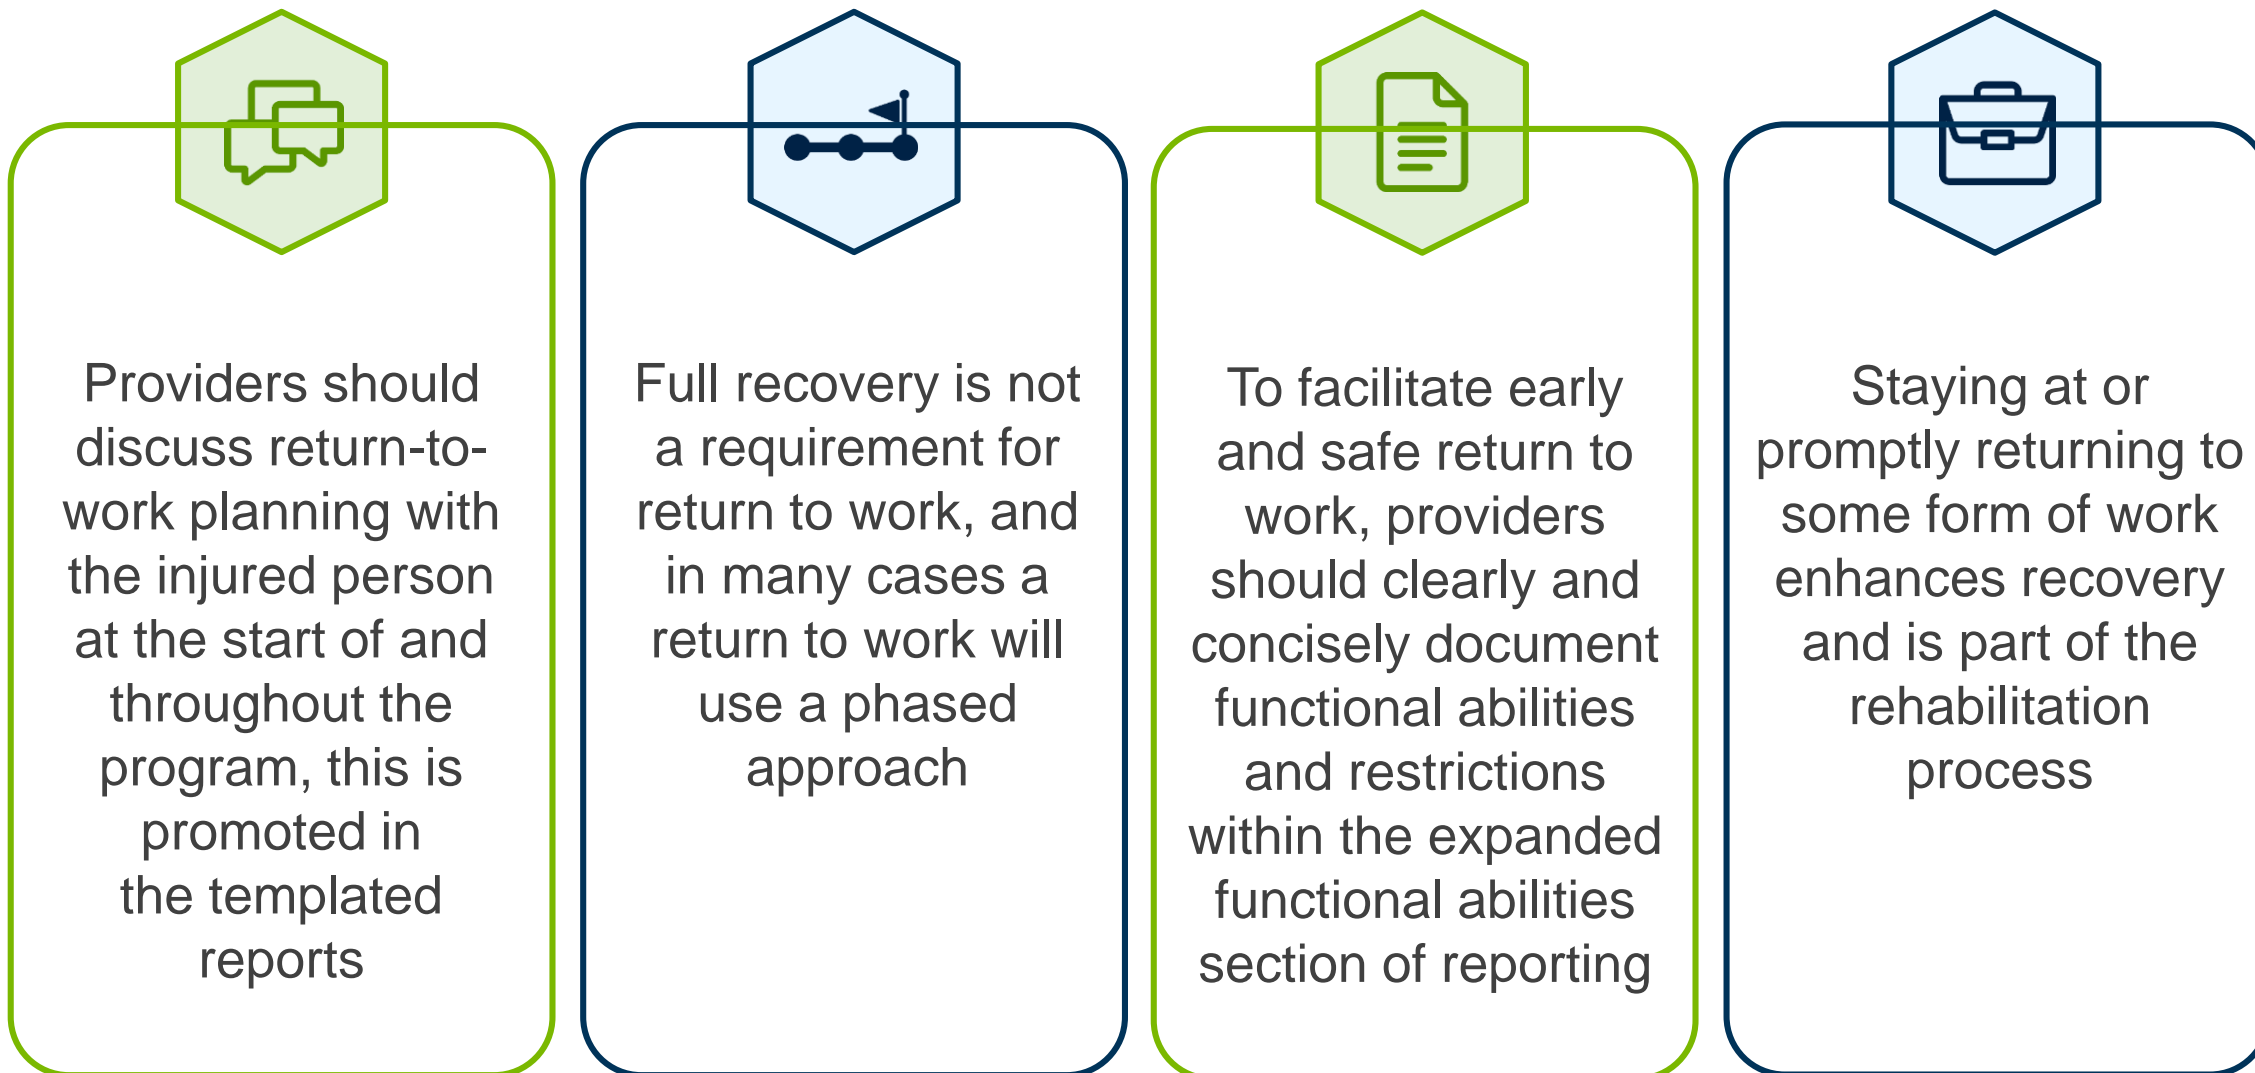 Providers should
discuss return-to-
work planning with
the injured person
at the start of and
throughout the
program, this is
promoted in
the templated
reports
Full recovery is not
a requirement for
return to work, and
in many cases a
return to work will
use a phased
approach
To facilitate early
and safe return to
work, providers
should clearly and
concisely document
functional abilities
and restrictions
within the expanded
functional abilities
section of reporting
Staying at or
promptly returning to
some form of work
enhances recovery
and is part of the
rehabilitation
process